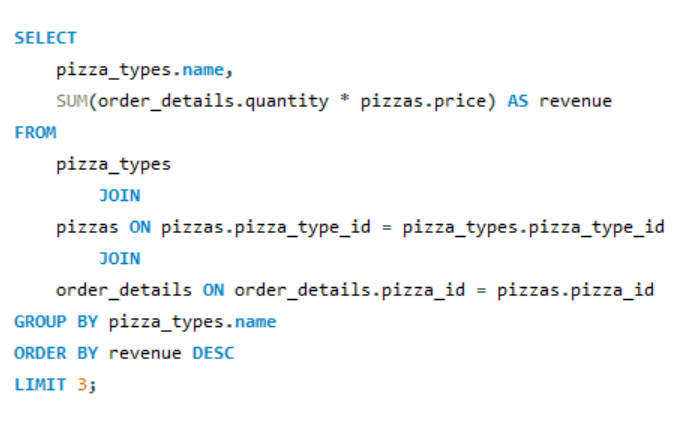 SELECT
    pizza_types.name,
    SUM(order_details.quantity * pizzas.price) AS revenue
FROM
    pizza_types
        JOIN
    pizzas ON pizzas.pizza_type_id = pizza_types.pizza_type_id
        JOIN
    order_details ON order_details.pizza_id = pizzas.pizza_id
GROUP BY pizza_types.name
ORDER BY revenue DESC
LIMIT 3;